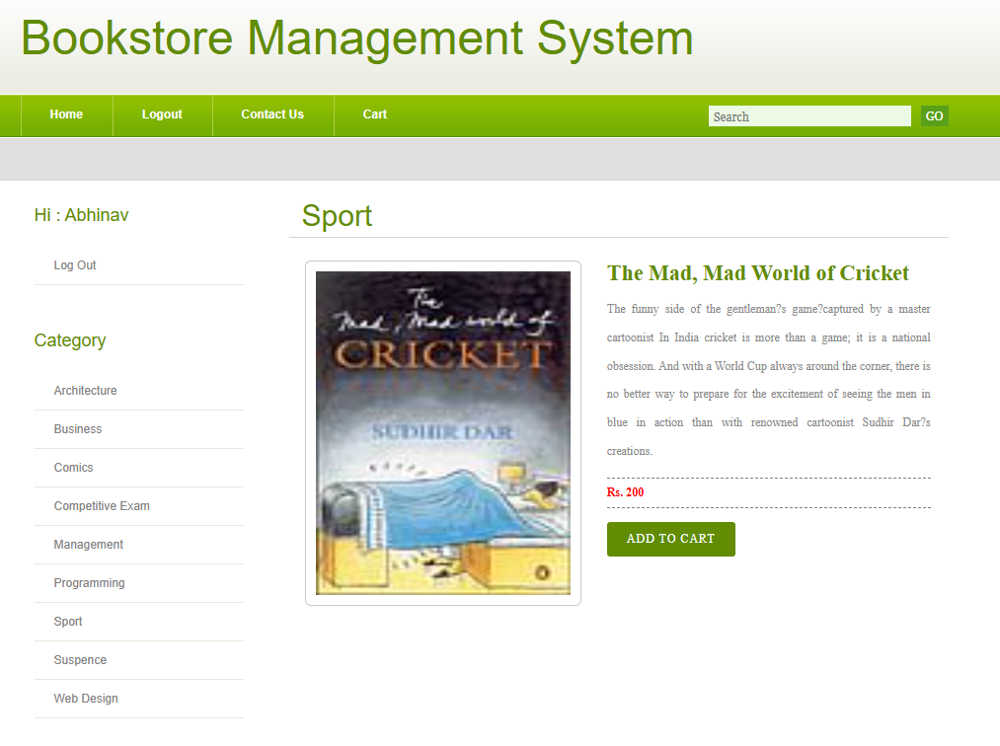 Bookstore Management System
Home Logout Contact Us Cart Search GO
Hi : Abhinav
Log Out
Category
Architecture
Business
Comics
Competitive Exam
Management
Programming
Sport
Suspence
Web Design
Sport
The
Mad, Mad world of
CRICKET
SUDHIR DAR
The Mad, Mad World of Cricket
The funny side of the gentleman?s game?captured by a master
cartoonist In India cricket is more than a game; it is a national
obsession. And with a World Cup always around the corner, there is
no better way to prepare for the excitement of seeing the men in
blue in action than with renowned cartoonist Sudhir Dar?s
creations.
Rs. 200
ADD TO CART